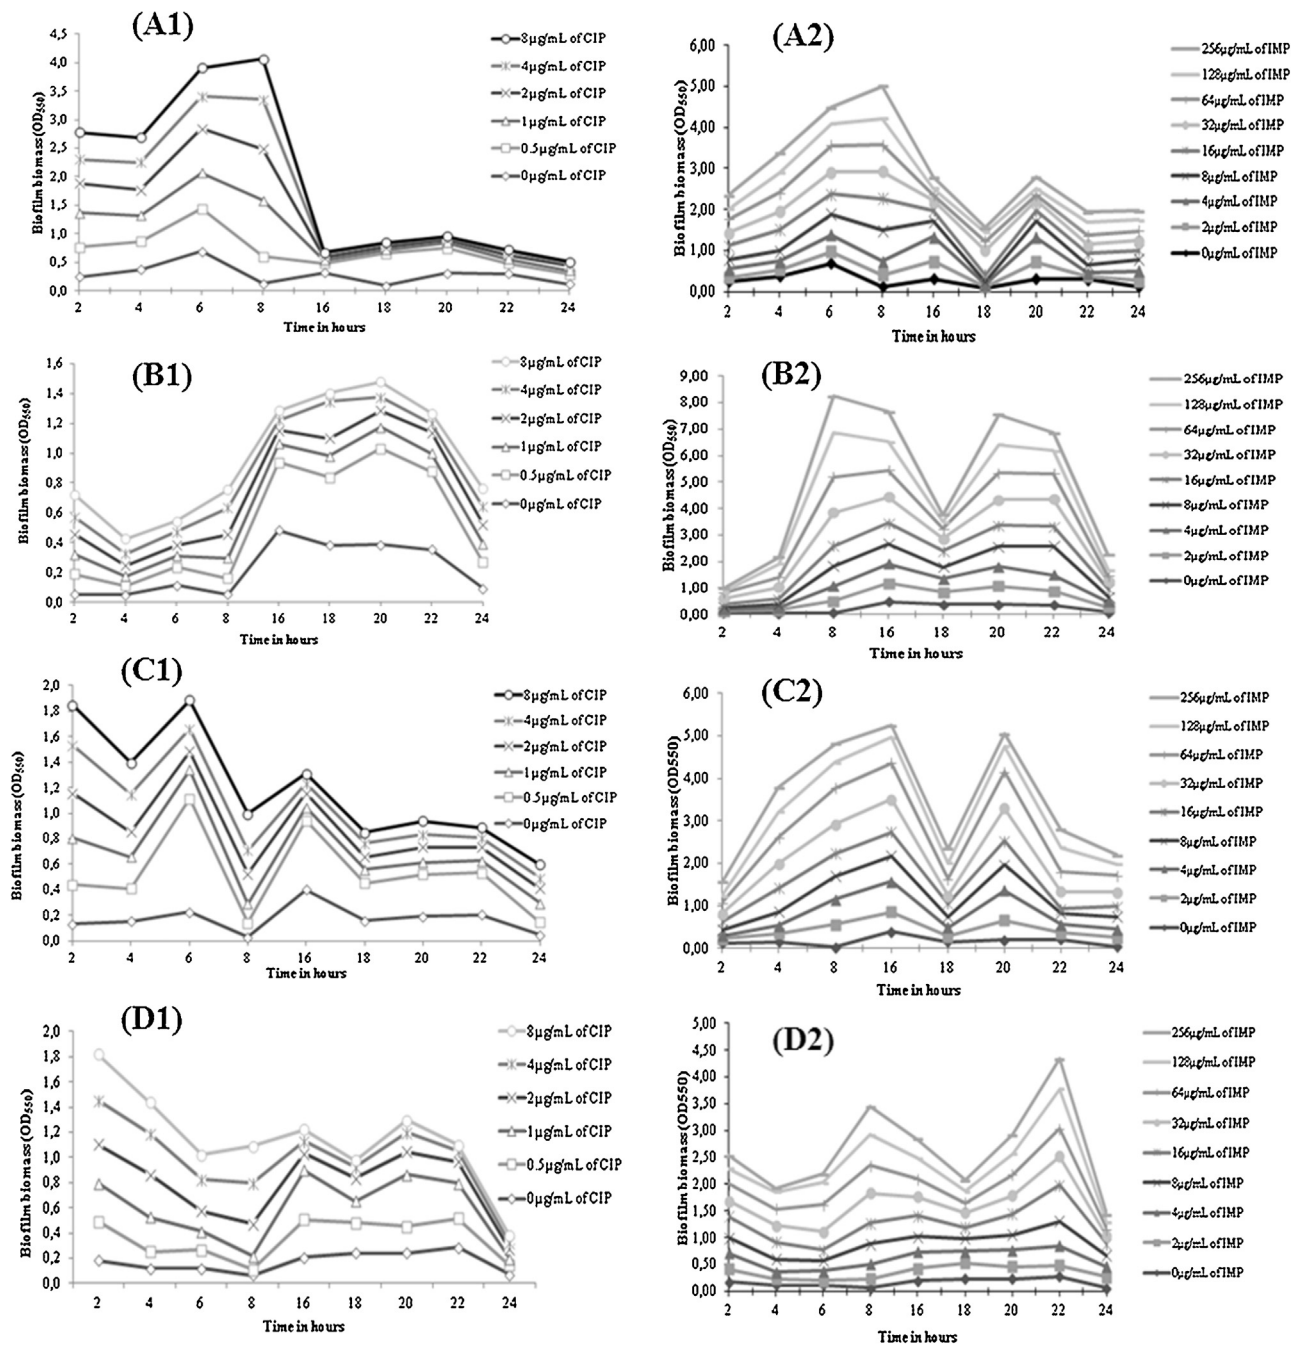 (A1)
4,5
4,0
3,5
3,0
2,5
2,0
1,5
1,0
0,5
0,0
Biofilm biomass (OD550)
2 4 6 8 16 18 20 22 24
Time in hours
8µg/mL of CIP
4µg/mL of CIP
2µg/mL of CIP
1µg/mL of CIP
0.5µg/mL of CIP
0µg/mL of CIP
(A2)
6,00
5,00
4,00
3,00
2,00
1,00
0,00
Biofilm biomass (OD550)
2 4 6 8 16 18 20 22 24
Time in hours
256µg/mL of IMP
128µg/mL of IMP
64µg/mL of IMP
32µg/mL of IMP
16µg/mL of IMP
8µg/mL of IMP
4µg/mL of IMP
2µg/mL of IMP
0µg/mL of IMP
(B1)
1,6
1,4
1,2
1,0
0,8
0,6
0,4
0,2
0,0
Biofilm biomass (OD550)
2 4 6 8 16 18 20 22 24
Time in hours
8µg/mL of CIP
4µg/mL of CIP
2µg/mL of CIP
1µg/mL of CIP
0.5µg/mL of CIP
0µg/mL of CIP
(B2)
9,00
8,00
7,00
6,00
5,00
4,00
3,00
2,00
1,00
0,00
Biofilm biomass (OD550)
2 4 8 16 18 20 22 24
Time in hours
256µg/mL of IMP
128µg/mL of IMP
64µg/mL of IMP
32µg/mL of IMP
16µg/mL of IMP
8µg/mL of IMP
4µg/mL of IMP
2µg/mL of IMP
0µg/mL of IMP
(C1)
2,0
1,8
1,6
1,4
1,2
1,0
0,8
0,6
0,4
0,2
0,0
Biofilm biomass (OD550)
2 4 6 8 16 18 20 22 24
Time in hours
8µg/mL of CIP
4µg/mL of CIP
2µg/mL of CIP
1µg/mL of CIP
0.5µg/mL of CIP
0µg/mL of CIP
(C2)
6,00
5,00
4,00
3,00
2,00
1,00
0,00
Biofilm biomass (OD550)
2 4 8 16 18 20 22 24
Time in hours
256µg/mL of IMP
128µg/mL of IMP
64µg/mL of IMP
32µg/mL of IMP
16µg/mL of IMP
8µg/mL of IMP
4µg/mL of IMP
2µg/mL of IMP
0µg/mL of IMP
(D1)
2,0
1,8
1,6
1,4
1,2
1,0
0,8
0,6
0,4
0,2
0,0
Biofilm biomass (OD550)
2 4 6 8 16 18 20 22 24
Time in hours
8µg/mL of CIP
4µg/mL of CIP
2µg/mL of CIP
1µg/mL of CIP
0.5µg/mL of CIP
0µg/mL of CIP
(D2)
5,00
4,50
4,00
3,50
3,00
2,50
2,00
1,50
1,00
0,50
0,00
Biofilm biomass (OD550)
2 4 6 8 16 18 20 22 24
Time in hours
256µg/mL of IMP
128µg/mL of IMP
64µg/mL of IMP
32µg/mL of IMP
16µg/mL of IMP
8µg/mL of IMP
4µg/mL of IMP
2µg/mL of IMP
0µg/mL of IMP